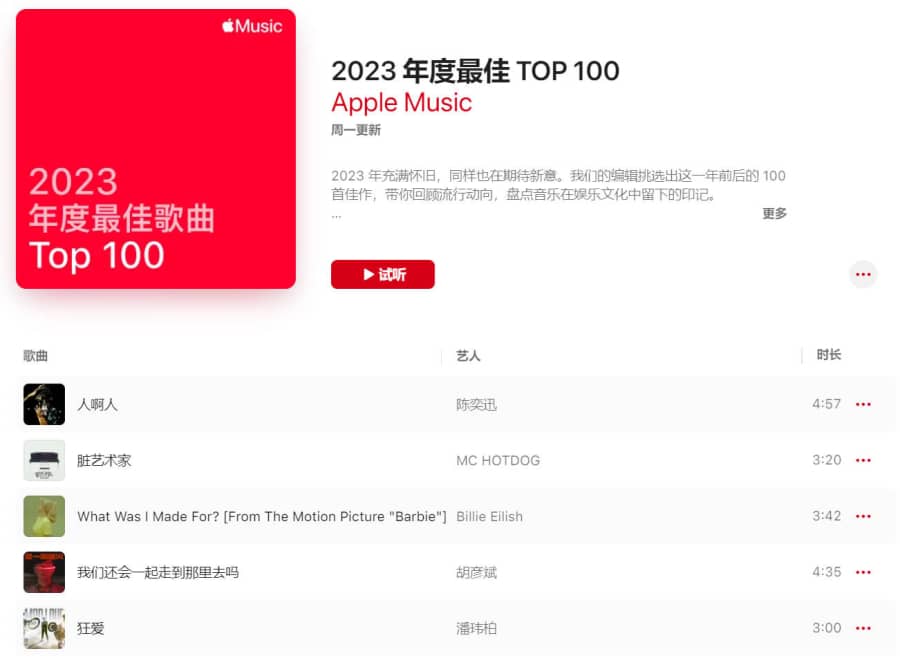 Music
2023
年度最佳歌曲
Top 100
2023 年度最佳 TOP 100
Apple Music
周一更新
2023 年充满怀旧，同样也在期待新意。我们的编辑挑选出这一年前后的 100
首佳作，带你回顾流行动向，盘点音乐在娱乐文化中留下的印记。
...
更多
试听
歌曲 艺人 时长
人啊人 陈奕迅 4:57
脏艺术家 MC HOTDOG 3:20
What Was I Made For? [From The Motion Picture "Barbie"] Billie Eilish 3:42
我们还会一起走到那里去吗 胡彦斌 4:35
狂爱 潘玮柏 3:00